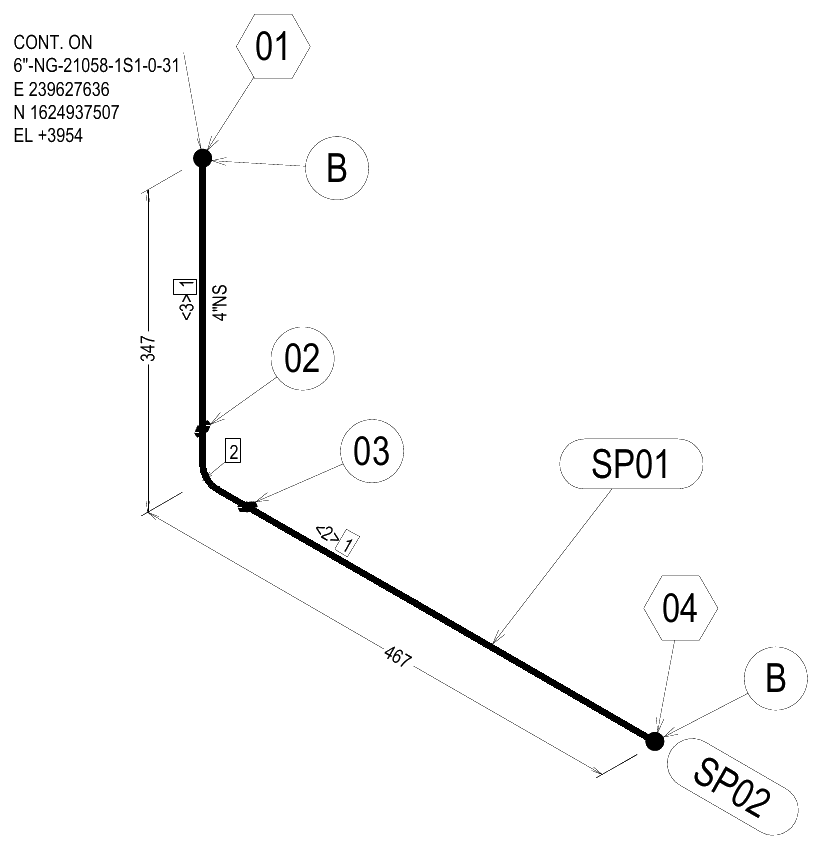 CONT. ON
6"-NG-21058-1S1-0-31
E 239627636
N 1624937507
EL +3954
01
B
<3> 1
4"NS
347
02
2
03
SP01
<2> 1
04
467
B
SP02